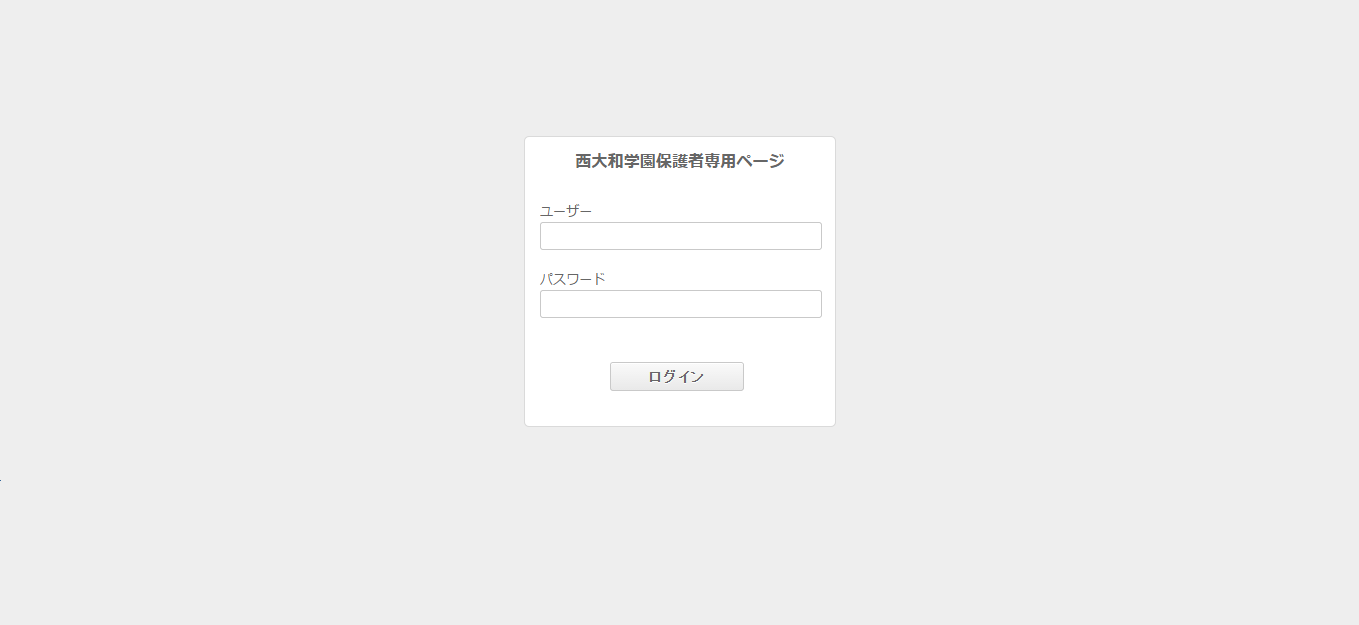 西大和学園保護者専用ページ
ユーザー
パスワード
ログイン